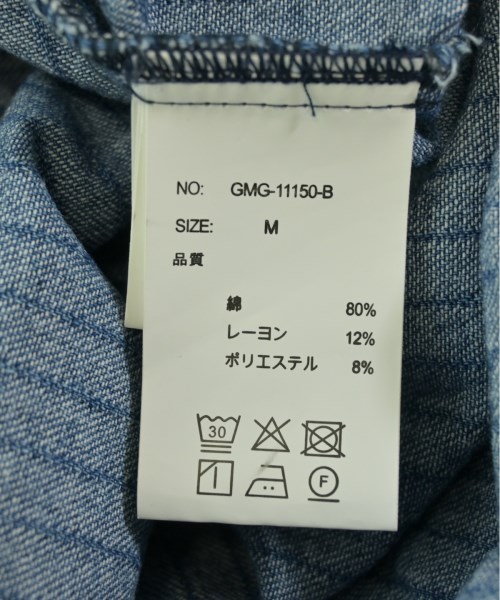 NO: GMG-11150-B
SIZE: M
品質
綿 80%
レーヨン 12%
ポリエステル 8%
30
F